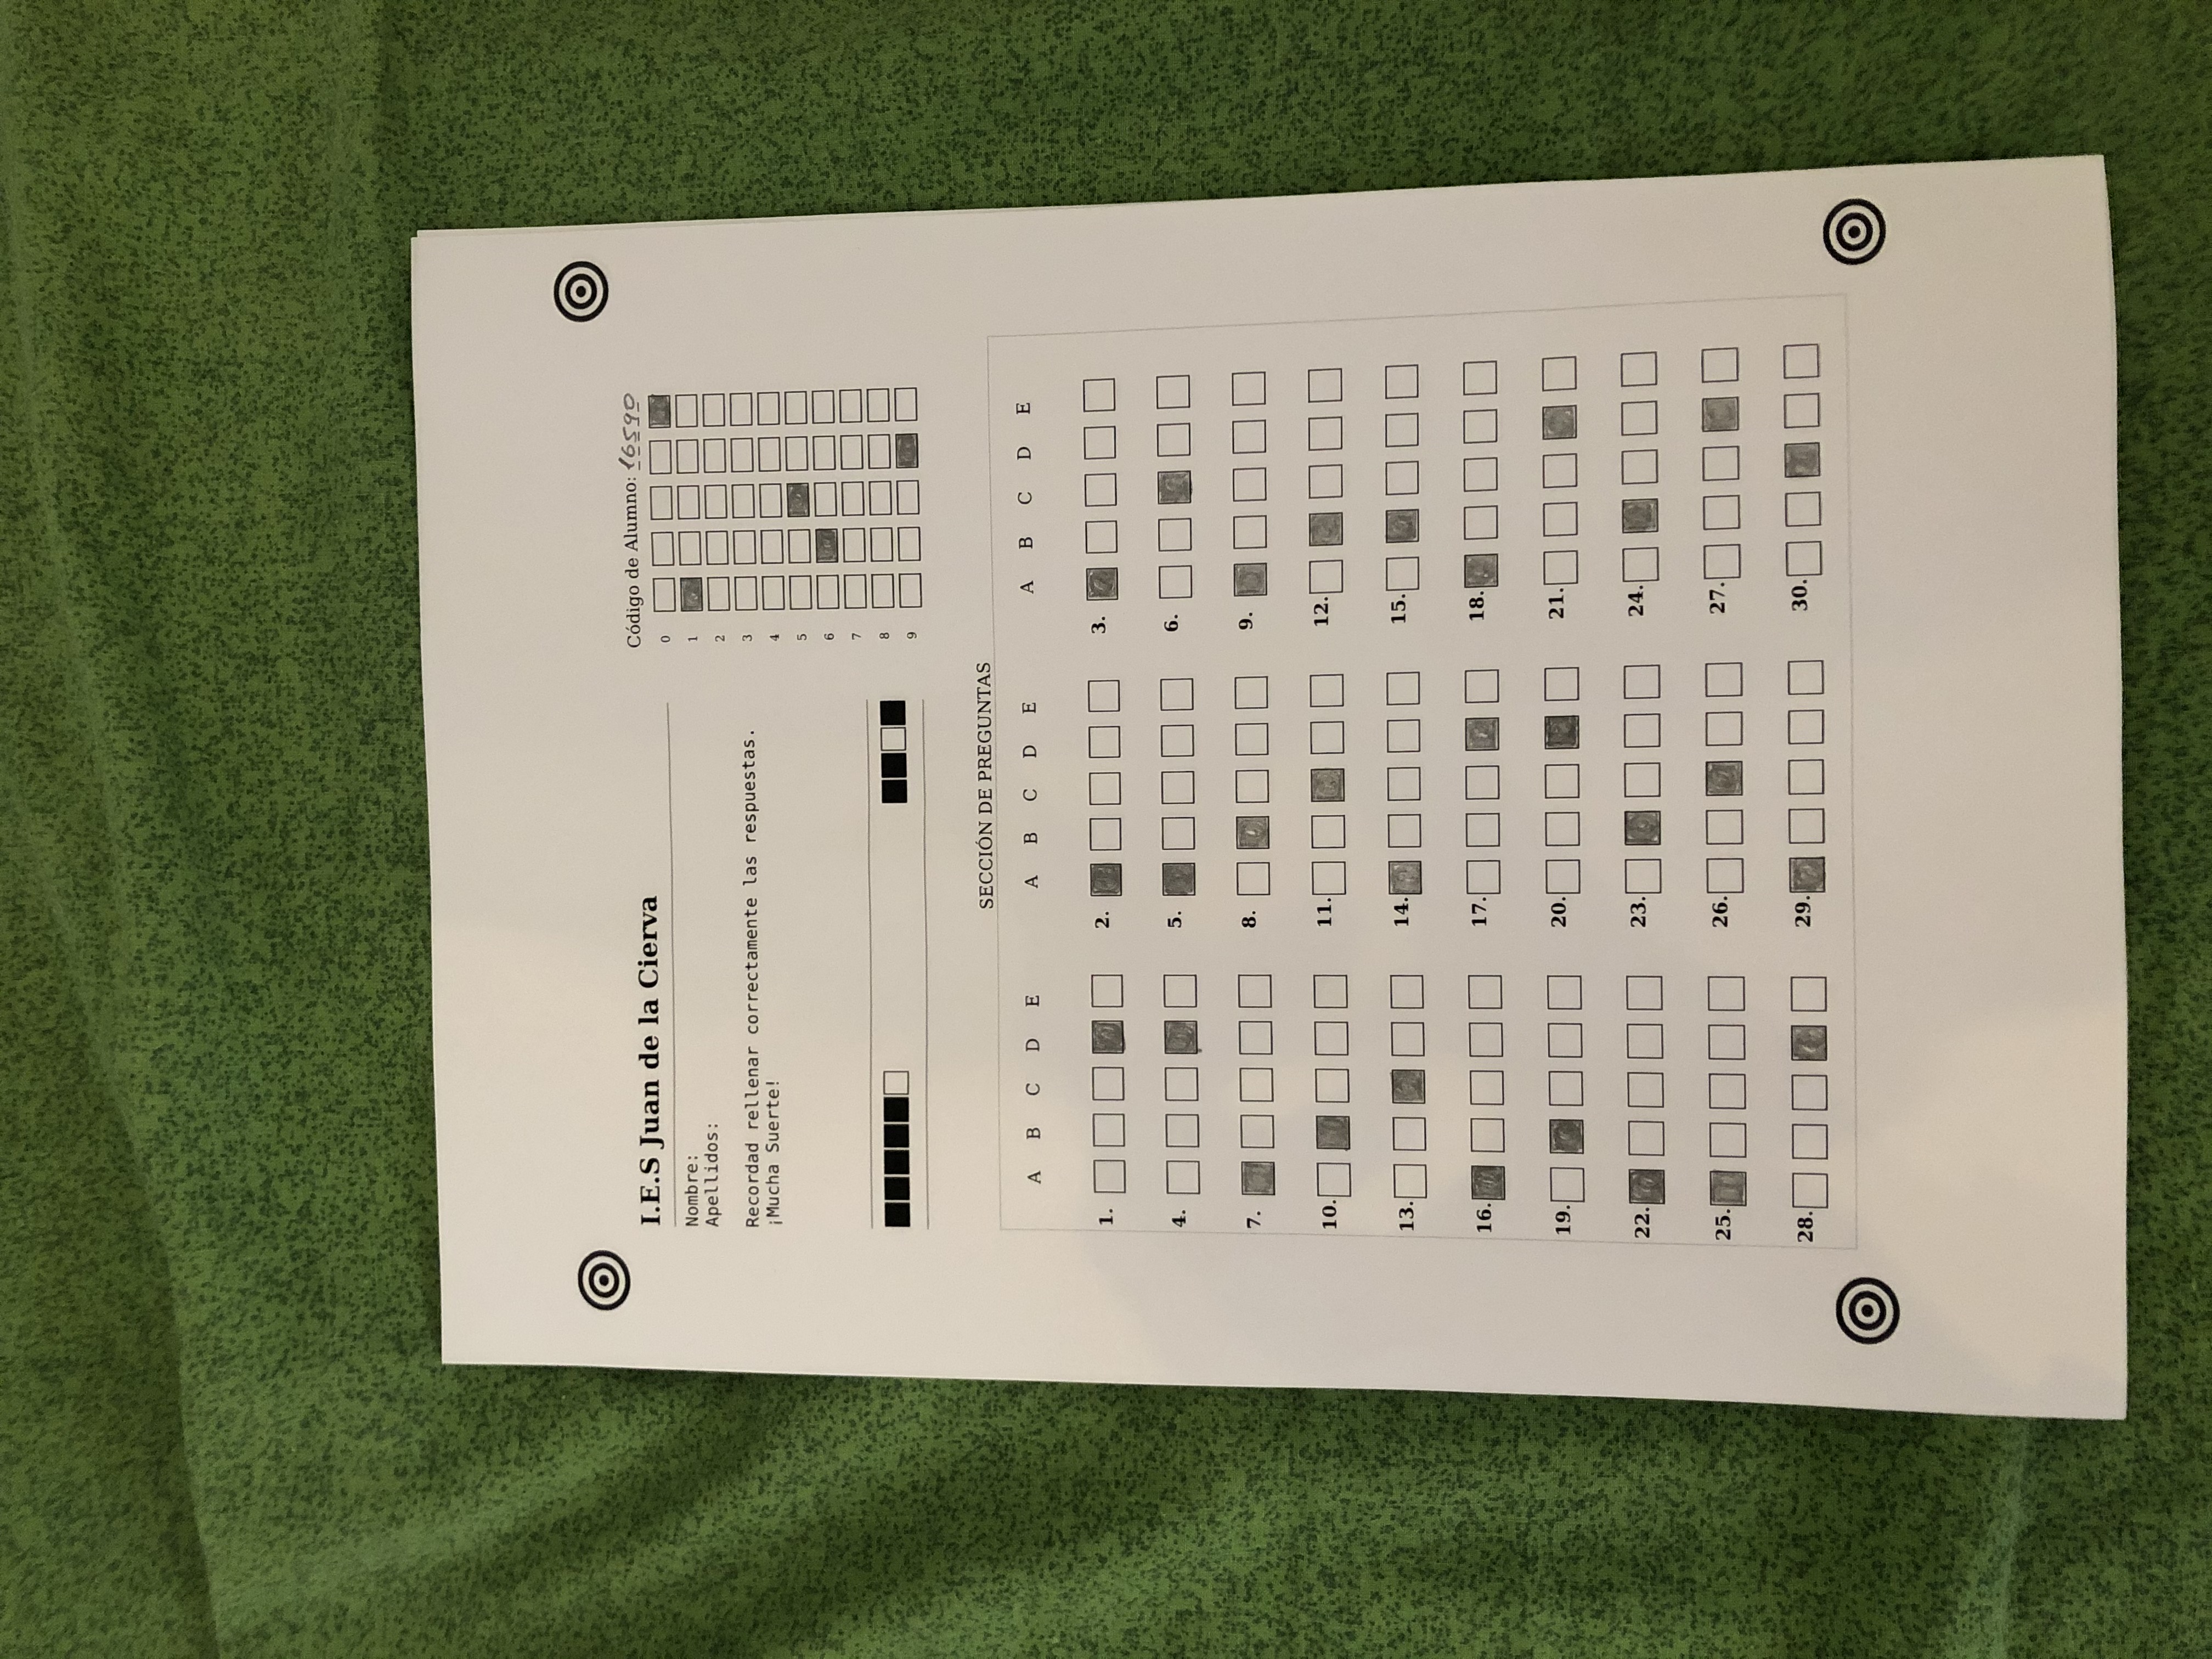 I.E.S Juan de la Cierva
Nombre:
Apellidos:
Recordad rellenar correctamente las respuestas.
¡Mucha Suerte!
Código de Alumno: 16590
0
1
2
3
4
5
6
7
8
9
SECCIÓN DE PREGUNTAS
A B C D E A B C D E A B C D E
1. 2. 3.
4. 5. 6.
7. 8. 9.
10. 11. 12.
13. 14. 15.
16. 17. 18.
19. 20. 21.
22. 23. 24.
25. 26. 27.
28. 29. 30.